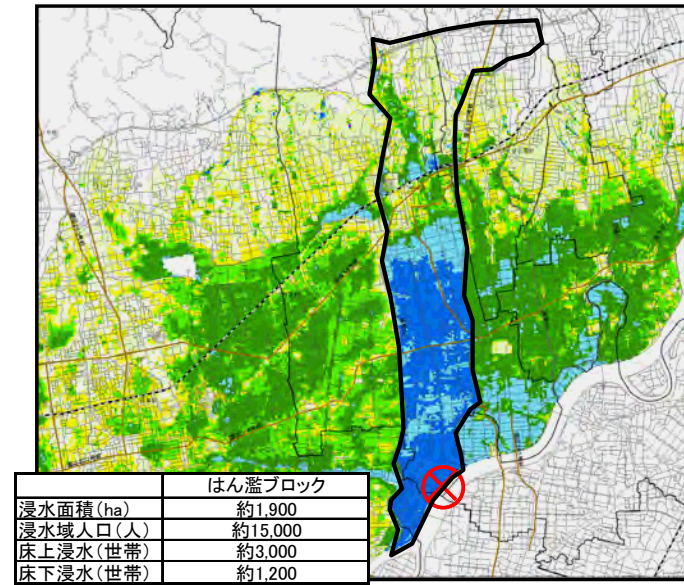 はん濫ブロック
浸水面積(ha) 約1,900
浸水域人口(人) 約15,000
床上浸水(世帯) 約3,000
床下浸水(世帯) 約1,200